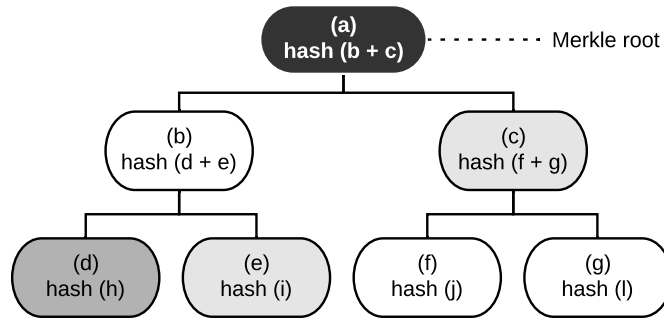 (a)
hash (b + c)
Merkle root
(b)
hash (d + e)
(c)
hash (f + g)
(d)
hash (h)
(e)
hash (i)
(f)
hash (j)
(g)
hash (l)